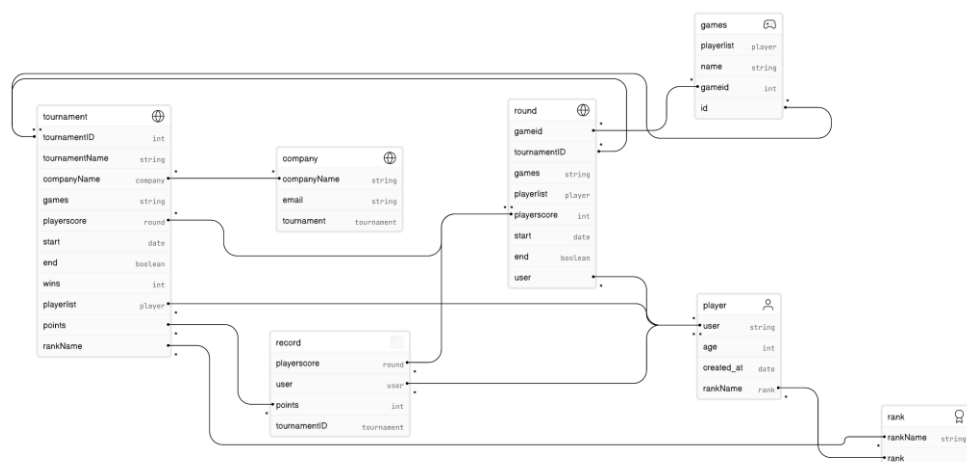 games
playerlist player
name string
gameid int
id
tournament
tournamentID int
tournamentName string
companyName company
games string
playerscore round
start date
end boolean
wins int
playerlist player
points
rankName
company
companyName string
email string
tournament tournament
round
gameid
tournamentID
games string
playerlist player
playerscore int
start date
end boolean
user
record
playerscore round
user user
points int
tournamentID tournament
player
user string
age int
created_at date
rankName rank
rank
rankName string
rank